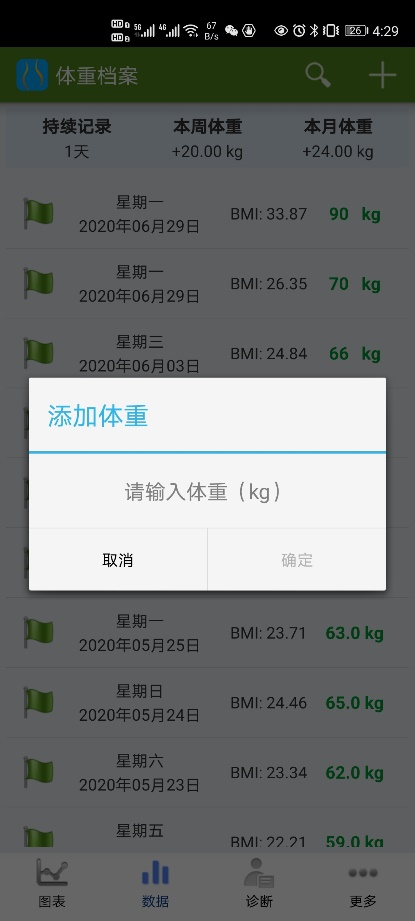 HD 1 5G 4G 67 26 4:29
HD 2 B/s
体重档案
持续记录 本周体重 本月体重
1天 +20.00 kg +24.00 kg
星期一
2020年06月29日 BMI: 33.87 90 kg
星期一
2020年06月29日 BMI: 26.35 70 kg
星期三
2020年06月03日 BMI: 24.84 66 kg
添加体重
请输入体重（kg）
取消 确定
星期一
2020年05月25日 BMI: 23.71 63.0 kg
星期日
2020年05月24日 BMI: 24.46 65.0 kg
星期六
2020年05月23日 BMI: 23.34 62.0 kg
星期五
BMI: 22.21 59.0 kg
图表 数据 诊断 更多